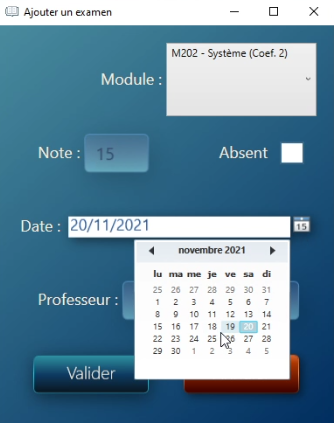 Ajouter un examen
Module :
M202 - Système (Coef. 2)
Note :
15
Absent
Date :
20/11/2021
15
novembre 2021
lu ma me je ve sa di
25 26 27 28 29 30 31
1 2 3 4 5 6 7
8 9 10 11 12 13 14
15 16 17 18 19 20 21
22 23 24 25 26 27 28
29 30 1 2 3 4 5
Professeur :
Valider